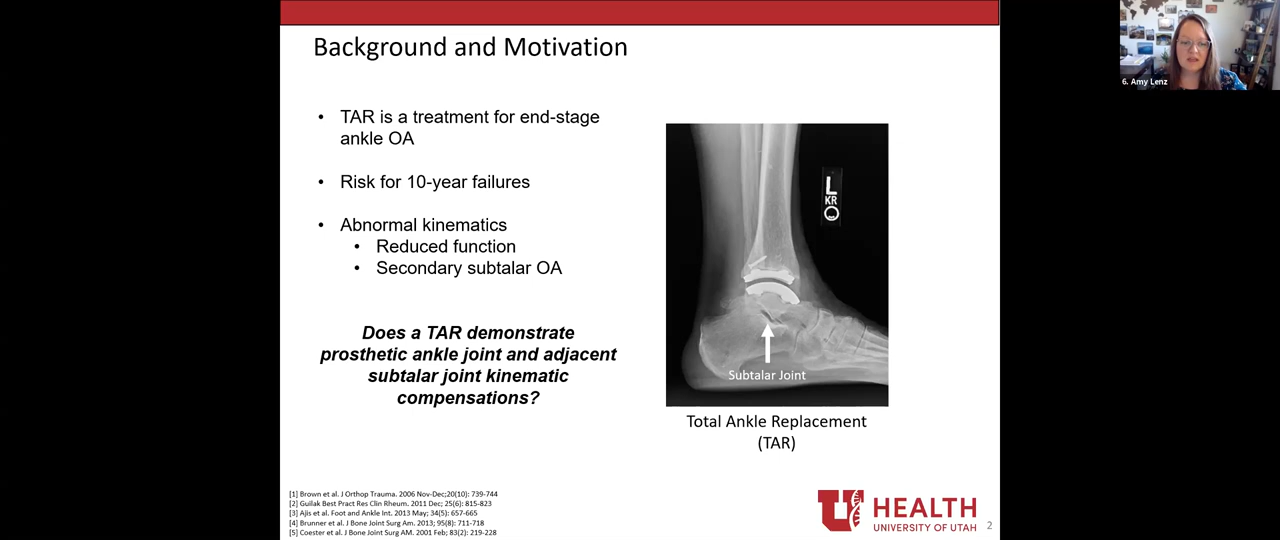 Background and Motivation
• TAR is a treatment for end-stage
ankle OA
• Risk for 10-year failures
• Abnormal kinematics
• Reduced function
• Secondary subtalar OA
Does a TAR demonstrate
prosthetic ankle joint and adjacent
subtalar joint kinematic
compensations?
L
KR
Subtalar Joint
Total Ankle Replacement
(TAR)
[1] Brown et al. J Orthop Trauma. 2006 Nov-Dec;20(10): 739-744
[2] Guilak Best Pract Res Clin Rheum. 2011 Dec; 25(6): 815-823
[3] Ajis et al. Foot and Ankle Int. 2013 May; 34(5): 657-665
[4] Brunner et al. J Bone Joint Surg Am. 2013; 95(8): 711-718
[5] Coester et al. J Bone Joint Surg AM. 2001 Feb; 83(2): 219-228
U HEALTH
UNIVERSITY OF UTAH
2
6. Amy Lenz